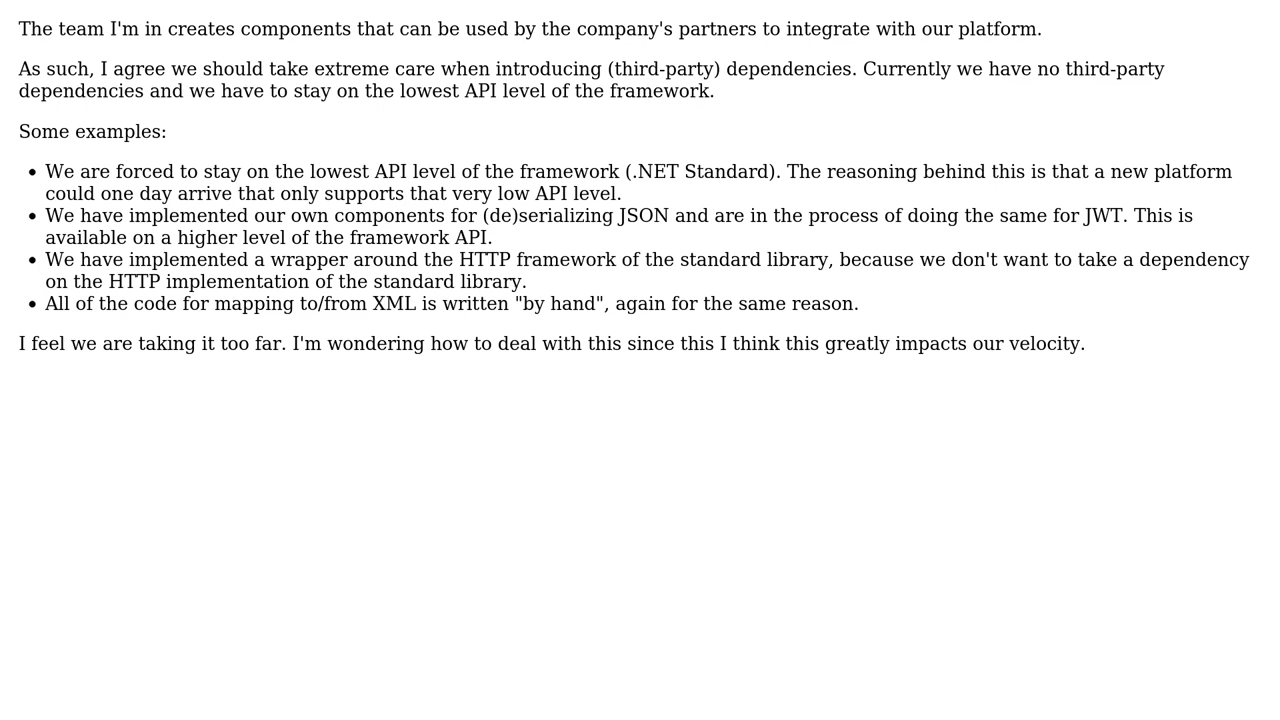 The team I'm in creates components that can be used by the company's partners to integrate with our platform.
As such, I agree we should take extreme care when introducing (third-party) dependencies. Currently we have no third-party
dependencies and we have to stay on the lowest API level of the framework.
Some examples:
• We are forced to stay on the lowest API level of the framework (.NET Standard). The reasoning behind this is that a new platform
could one day arrive that only supports that very low API level.
• We have implemented our own components for (de)serializing JSON and are in the process of doing the same for JWT. This is
available on a higher level of the framework API.
• We have implemented a wrapper around the HTTP framework of the standard library, because we don't want to take a dependency
on the HTTP implementation of the standard library.
• All of the code for mapping to/from XML is written "by hand", again for the same reason.
I feel we are taking it too far. I'm wondering how to deal with this since this I think this greatly impacts our velocity.